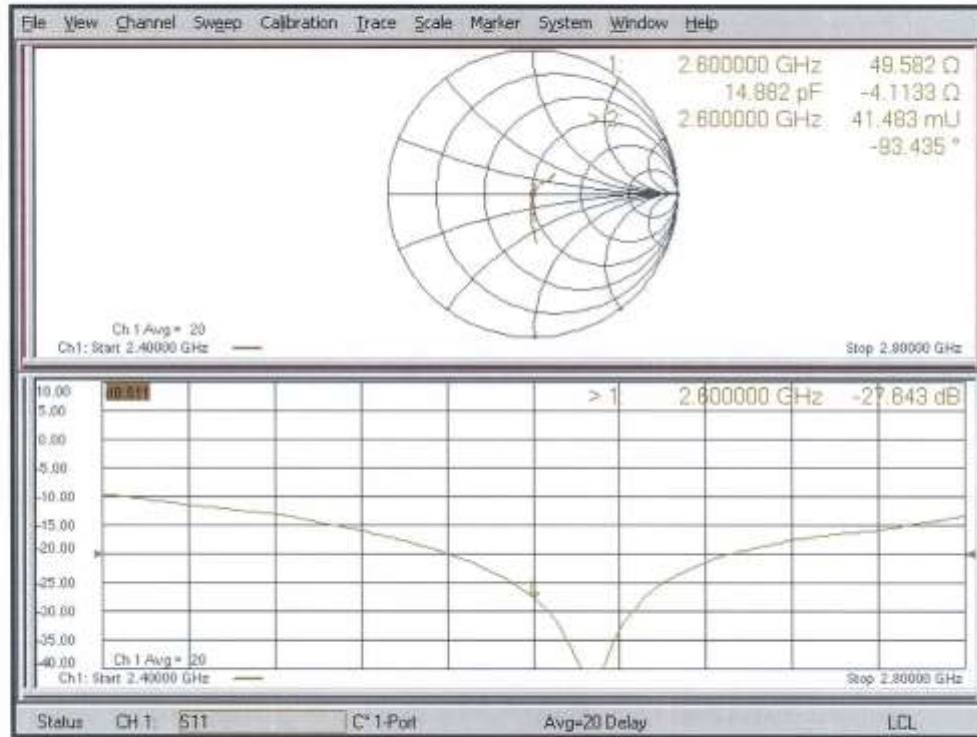 File View Channel Sweep Calibration Trace Scale Marker System Window Help
1: 2.600000 GHz 49.582 Ω
14.882 pF -4.1133 Ω
> 2: 2.600000 GHz 41.483 mU
-93.435 °
Ch 1 Avg = 20
Ch1: Start 2.40000 GHz Stop 2.80000 GHz
10.00 > 1: 2.600000 GHz -27.643 dB
5.00
0.00
-5.00
-10.00
-15.00
-20.00
-25.00
-30.00
-35.00
-40.00
Ch 1 Avg = 20
Ch1: Start 2.40000 GHz Stop 2.80000 GHz
Status CH 1: S11 C* 1-Port Avg=20 Delay LCL